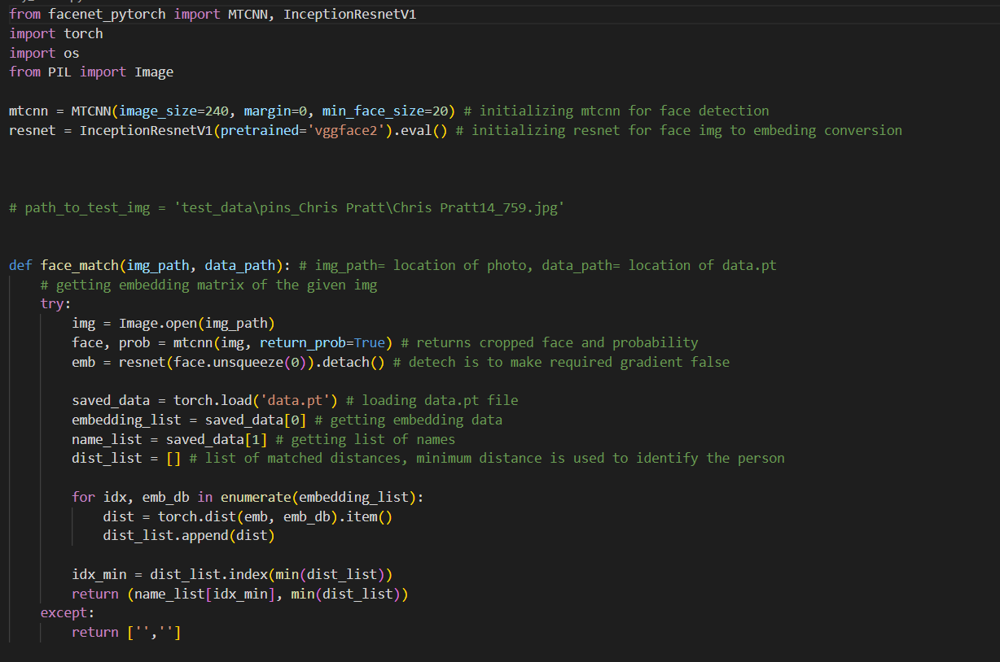 from facenet_pytorch import MTCNN, InceptionResnetV1
import torch
import os
from PIL import Image
mtcnn = MTCNN(image_size=240, margin=0, min_face_size=20) # initializing mtcnn for face detection
resnet = InceptionResnetV1(pretrained='vggface2').eval() # initializing resnet for face img to embeding conversion
# path_to_test_img = 'test_data\pins_Chris Pratt\Chris Pratt14_759.jpg'
def face_match(img_path, data_path): # img_path= location of photo, data_path= location of data.pt
    # getting embedding matrix of the given img
    try:
        img = Image.open(img_path)
        face, prob = mtcnn(img, return_prob=True) # returns cropped face and probability
        emb = resnet(face.unsqueeze(0)).detach() # detech is to make required gradient false
        saved_data = torch.load('data.pt') # loading data.pt file
        embedding_list = saved_data[0] # getting embedding data
        name_list = saved_data[1] # getting list of names
        dist_list = [] # list of matched distances, minimum distance is used to identify the person
        for idx, emb_db in enumerate(embedding_list):
            dist = torch.dist(emb, emb_db).item()
            dist_list.append(dist)
        idx_min = dist_list.index(min(dist_list))
        return (name_list[idx_min], min(dist_list))
    except:
        return ['','']